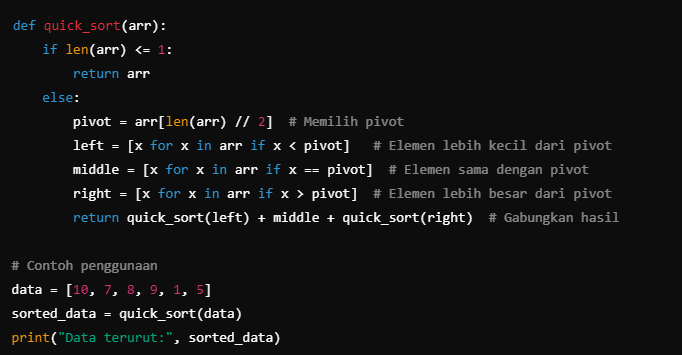 def quick_sort(arr):
    if len(arr) <= 1:
        return arr
    else:
        pivot = arr[len(arr) // 2]  # Memilih pivot
        left = [x for x in arr if x < pivot]   # Elemen lebih kecil dari pivot
        middle = [x for x in arr if x == pivot]  # Elemen sama dengan pivot
        right = [x for x in arr if x > pivot]  # Elemen lebih besar dari pivot
        return quick_sort(left) + middle + quick_sort(right)  # Gabungkan hasil

# Contoh penggunaan
data = [10, 7, 8, 9, 1, 5]
sorted_data = quick_sort(data)
print("Data terurut:", sorted_data)